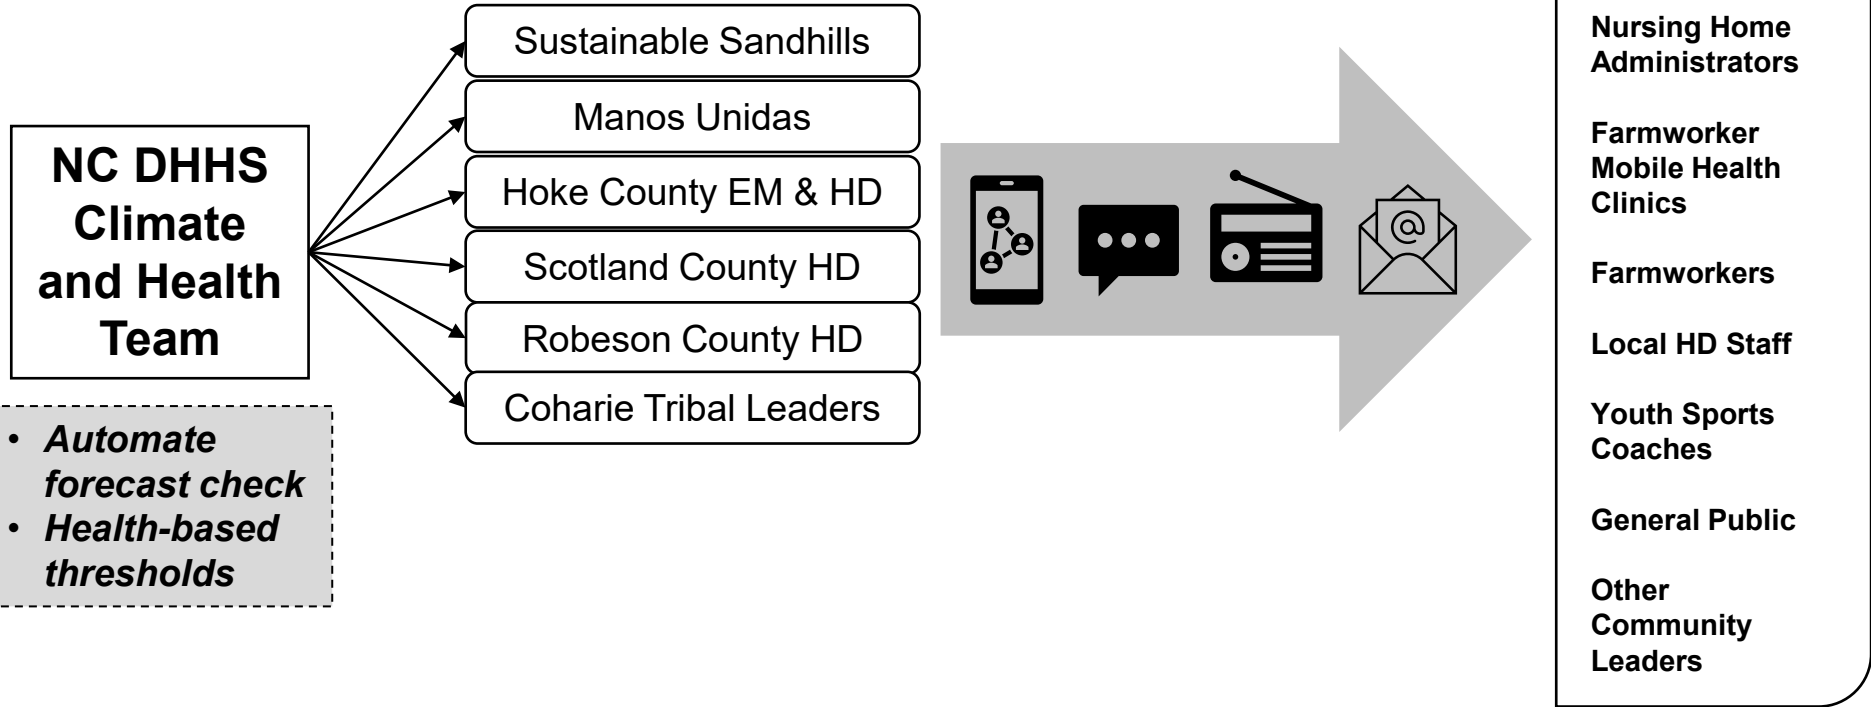 NC DHHS
Climate
and Health
Team
• Automate
forecast check
• Health-based
thresholds
Sustainable Sandhills
Manos Unidas
Hoke County EM & HD
Scotland County HD
Robeson County HD
Coharie Tribal Leaders
@
Nursing Home
Administrators
Farmworker
Mobile Health
Clinics
Farmworkers
Local HD Staff
Youth Sports
Coaches
General Public
Other
Community
Leaders